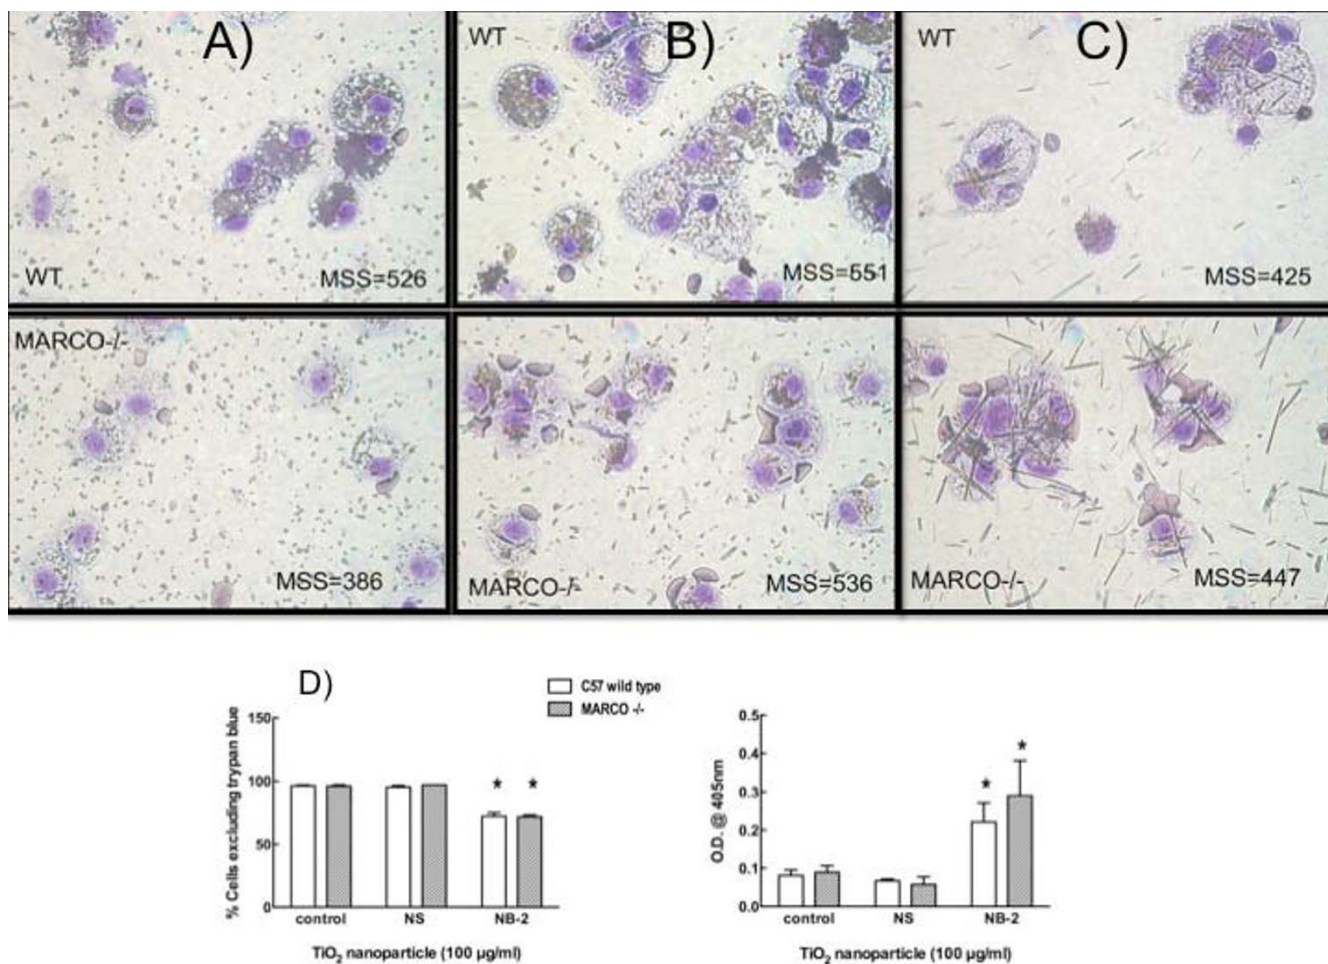 A)
WT
MSS=526
WT
B)
MSS=551
WT
C)
MSS=425
MARCO-/-
MSS=386
MARCO-/-
MSS=536
MARCO-/-
MSS=447
D)
C57 wild type
MARCO -/-
% Cells excluding trypan blue
150
100
50
0
control NS NB-2
TiO₂ nanoparticle (100 µg/ml)
* *
O.D. @ 405nm
0.5
0.4
0.3
0.2
0.1
0.0
control NS NB-2
TiO₂ nanoparticle (100 µg/ml)
* *